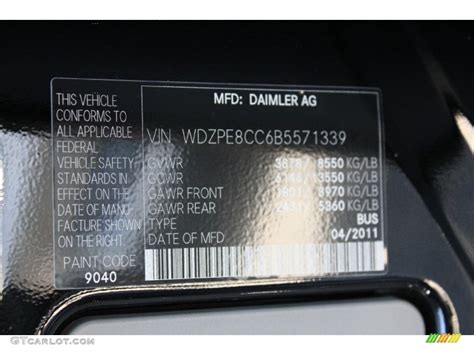 MFD: DAIMLER AG
THIS VEHICLE
CONFORMS TO
ALL APPLICABLE
FEDERAL MOTOR
VEHICLE SAFETY
STANDARDS IN
EFFECT ON THE
DATE OF MANU-
FACTURE SHOWN
ON THE RIGHT.
PAINT CODE
9040
VIN WDZPE8CC6B5571339
GVWR 3878 / 8550 KG/LB
GCWR 13550 KG/LB
GAWR FRONT 3970 KG/LB
GAWR REAR 2431 / 5360 KG/LB
TYPE BUS
DATE OF MFD 04/2011
© GTcarlot.com